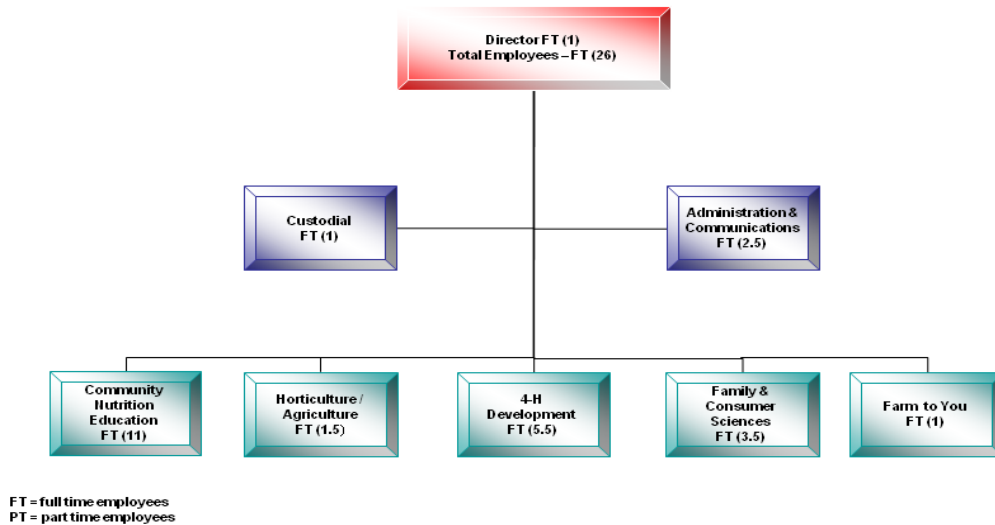 Director FT (1)
Total Employees – FT (26)
Custodial
FT (1)
Administration &
Communications
FT (2.5)
Community
Nutrition
Education
FT (11)
Horticulture /
Agriculture
FT (1.5)
4-H
Development
FT (5.5)
Family &
Consumer
Sciences
FT (3.5)
Farm to You
FT (1)
FT = full time employees
PT = part time employees